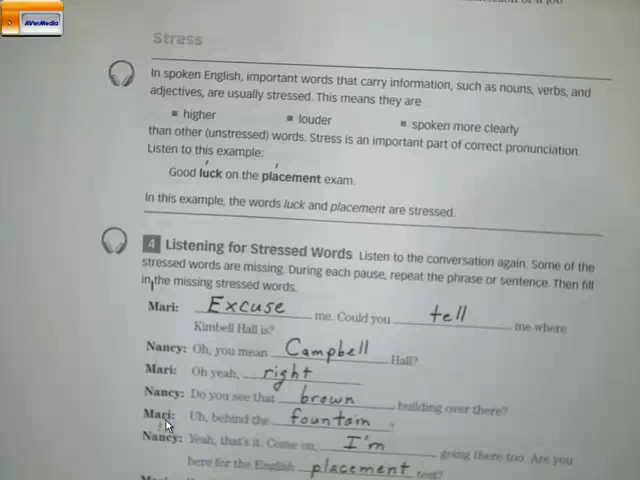 AVerMedia
Stress
In spoken English, important words that carry information, such as nouns, verbs, and
adjectives, are usually stressed. This means they are
■ higher ■ louder ■ spoken more clearly
than other (unstressed) words. Stress is an important part of correct pronunciation.
Listen to this example:
Good luck on the placement exam.
In this example, the words luck and placement are stressed.
4 Listening for Stressed Words Listen to the conversation again. Some of the
stressed words are missing. During each pause, repeat the phrase or sentence. Then fill
in the missing stressed words.
Mari: Excuse me. Could you tell me where
Kimbell Hall is?
Nancy: Oh, you mean Campbell Hall?
Mari: Oh yeah, right
Nancy: Do you see that brown building over there?
Mari: Uh, behind the fountain ?
Nancy: Yeah, that's it. Come on, I'm going there too. Are you
here for the English placement test?